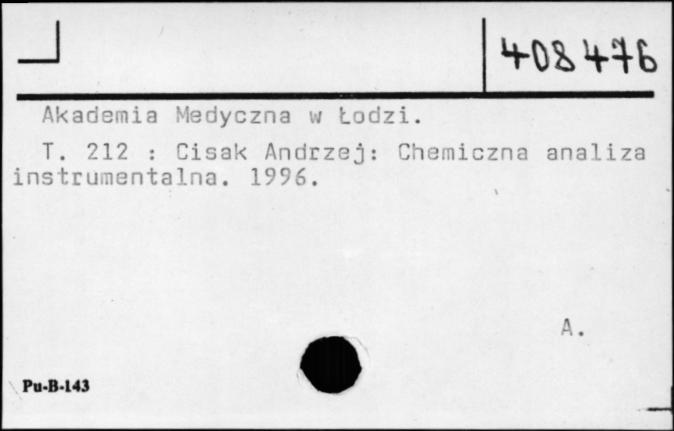 408476
Akademia Medyczna w Łodzi.
T. 212 : Cisak Andrzej: Chemiczna analiza
instrumentalna. 1996.
A.
Pu-B-143